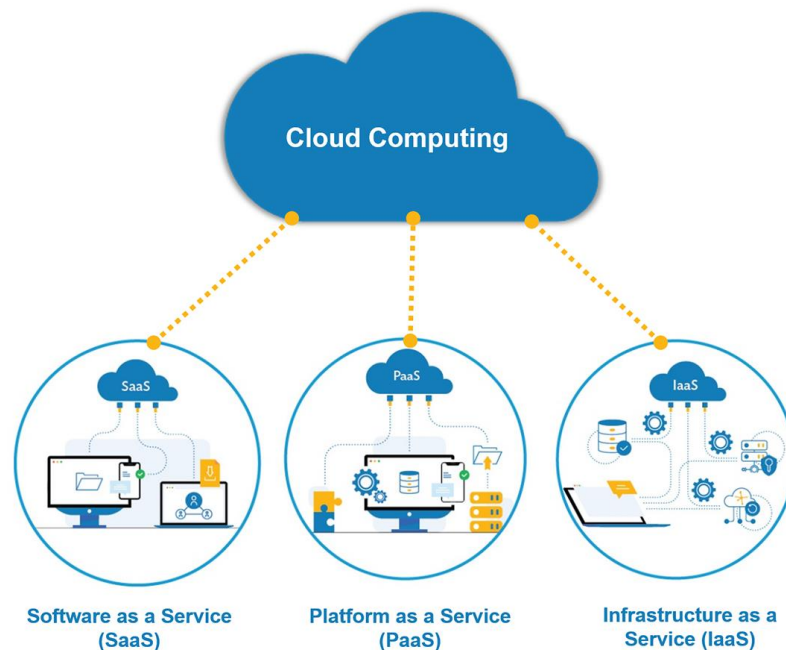 Cloud Computing
SaaS
PaaS
IaaS
Software as a Service
(SaaS)
Platform as a Service
(PaaS)
Infrastructure as a
Service (IaaS)